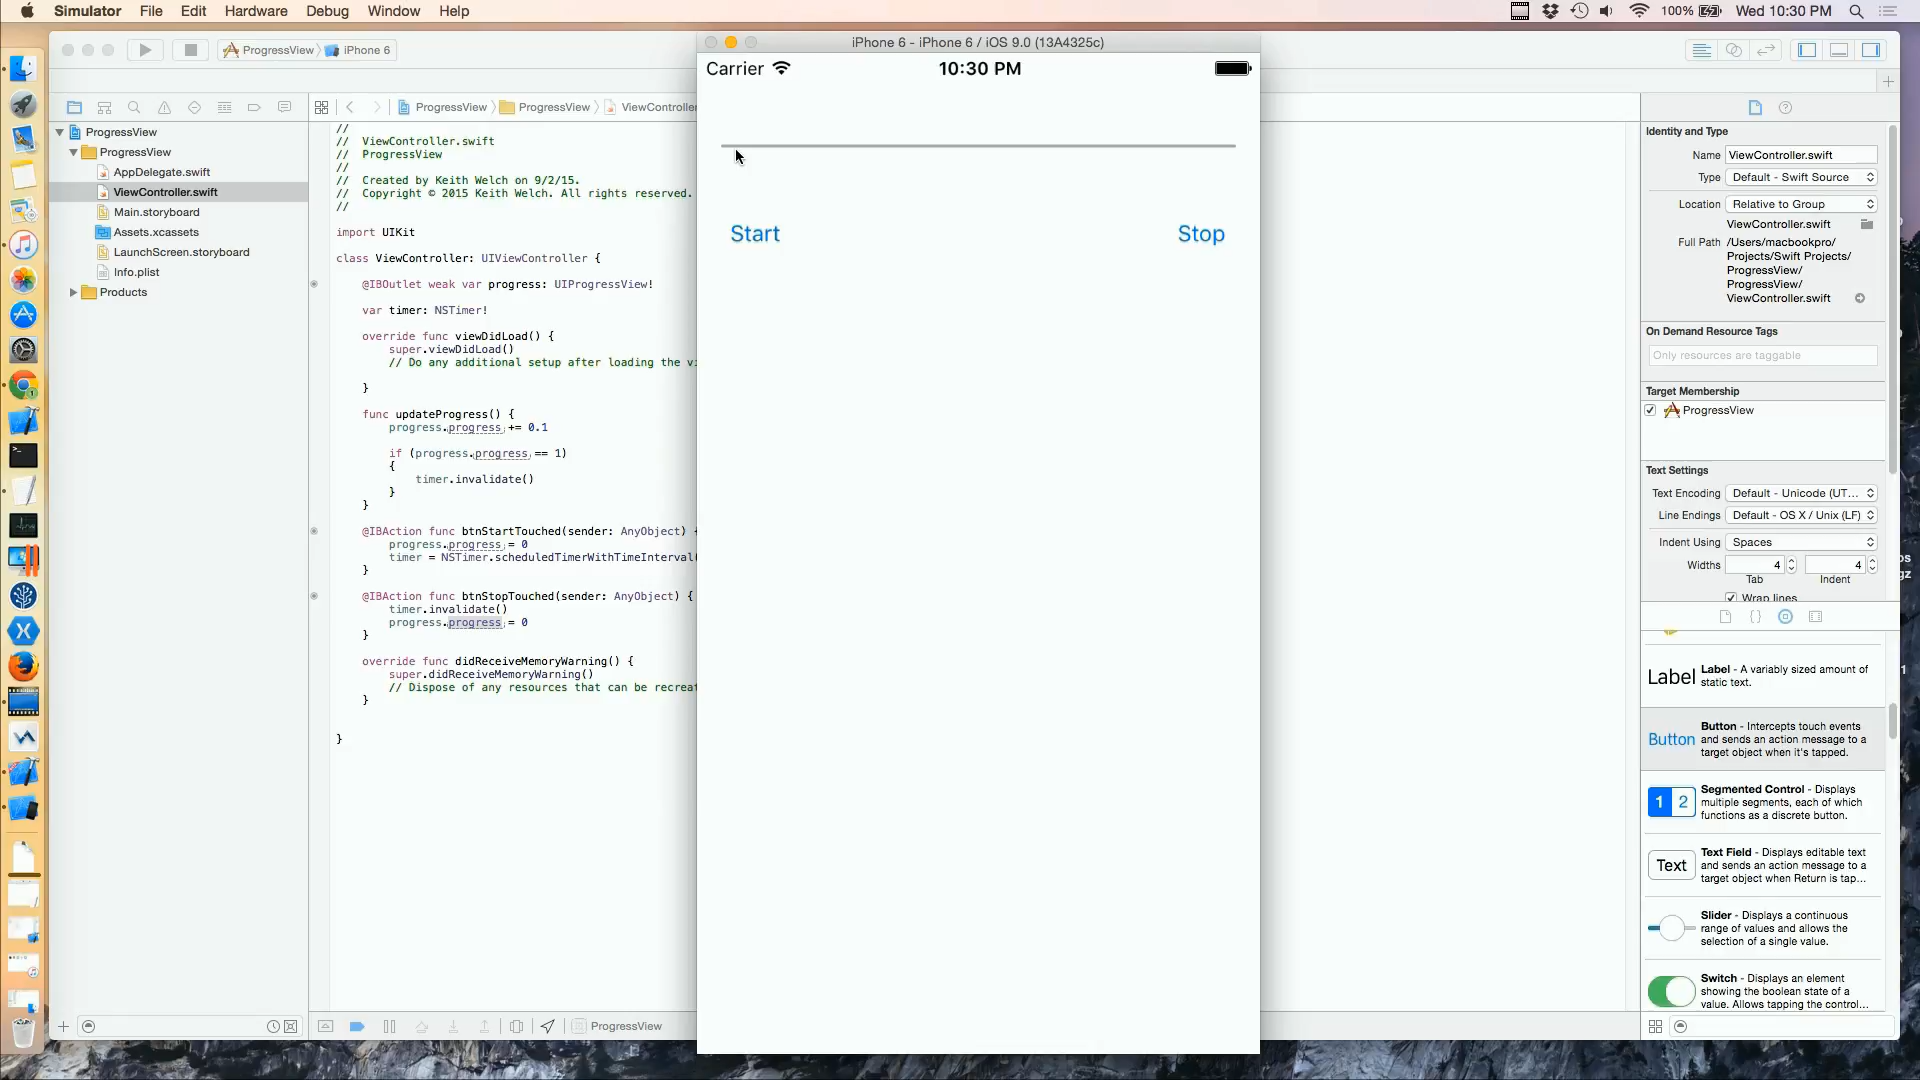 Simulator File Edit Hardware Debug Window Help 100% Wed 10:30 PM
ProgressView iPhone 6
iPhone 6 - iPhone 6 / iOS 9.0 (13A4325c)
Carrier 10:30 PM
Start Stop
ProgressView
ProgressView
AppDelegate.swift
ViewController.swift
Main.storyboard
Assets.xcassets
LaunchScreen.storyboard
Info.plist
Products
ProgressView ProgressView ViewController
//
// ViewController.swift
// ProgressView
//
// Created by Keith Welch on 9/2/15.
// Copyright © 2015 Keith Welch. All rights reserved.
//
import UIKit
class ViewController: UIViewController {
@IBOutlet weak var progress: UIProgressView!
var timer: NSTimer!
override func viewDidLoad() {
super.viewDidLoad()
// Do any additional setup after loading the vi
}
func updateProgress() {
progress.progress += 0.1
if (progress.progress == 1)
{
timer.invalidate()
}
}
@IBAction func btnStartTouched(sender: AnyObject) {
progress.progress = 0
timer = NSTimer.scheduledTimerWithTimeInterval(
}
@IBAction func btnStopTouched(sender: AnyObject) {
timer.invalidate()
progress.progress = 0
}
override func didReceiveMemoryWarning() {
super.didReceiveMemoryWarning()
// Dispose of any resources that can be recreat
}
}
ProgressView
Identity and Type
Name ViewController.swift
Type Default - Swift Source
Location Relative to Group
ViewController.swift
Full Path /Users/macbookpro/
Projects/Swift Projects/
ProgressView/
ProgressView/
ViewController.swift
On Demand Resource Tags
Only resources are taggable
Target Membership
ProgressView
Text Settings
Text Encoding Default - Unicode (UT...
Line Endings Default - OS X / Unix (LF)
Indent Using Spaces
Widths 4 4
Tab Indent
Wrap lines
Label Label - A variably sized amount of
static text.
Button Button - Intercepts touch events
and sends an action message to a
target object when it's tapped.
1 2 Segmented Control - Displays
multiple segments, each of which
functions as a discrete button.
Text Text Field - Displays editable text
and sends an action message to a
target object when Return is tap...
Slider - Displays a continuous
range of values and allows the
selection of a single value.
Switch - Displays an element
showing the boolean state of a
value. Allows tapping the control...
os
gz
1